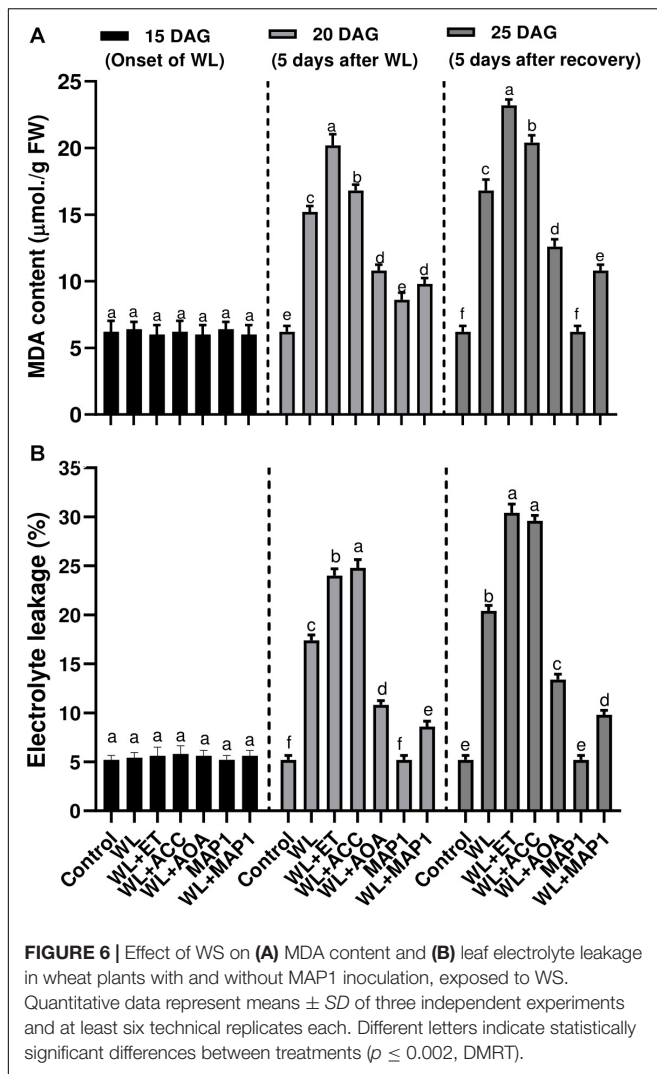 A
15 DAG 20 DAG 25 DAG
(Onset of WL) (5 days after WL) (5 days after recovery)
MDA content (μmol./g FW)
25
20
15
10
5
0
a a a a a a a
e c a b d e d
f c a b d f e
B
Electrolyte leakage (%)
35
30
25
20
15
10
5
0
a a a a a a a
f c b a d f e
e b a a c e d
Control WL WL+ET WL+ACC WL+AOA MAP1 WL+MAP1
Control WL WL+ET WL+ACC WL+AOA MAP1 WL+MAP1
Control WL WL+ET WL+ACC WL+AOA MAP1 WL+MAP1
FIGURE 6 | Effect of WS on (A) MDA content and (B) leaf electrolyte leakage
in wheat plants with and without MAP1 inoculation, exposed to WS.
Quantitative data represent means ± SD of three independent experiments
and at least six technical replicates each. Different letters indicate statistically
significant differences between treatments (p ≤ 0.002, DMRT).